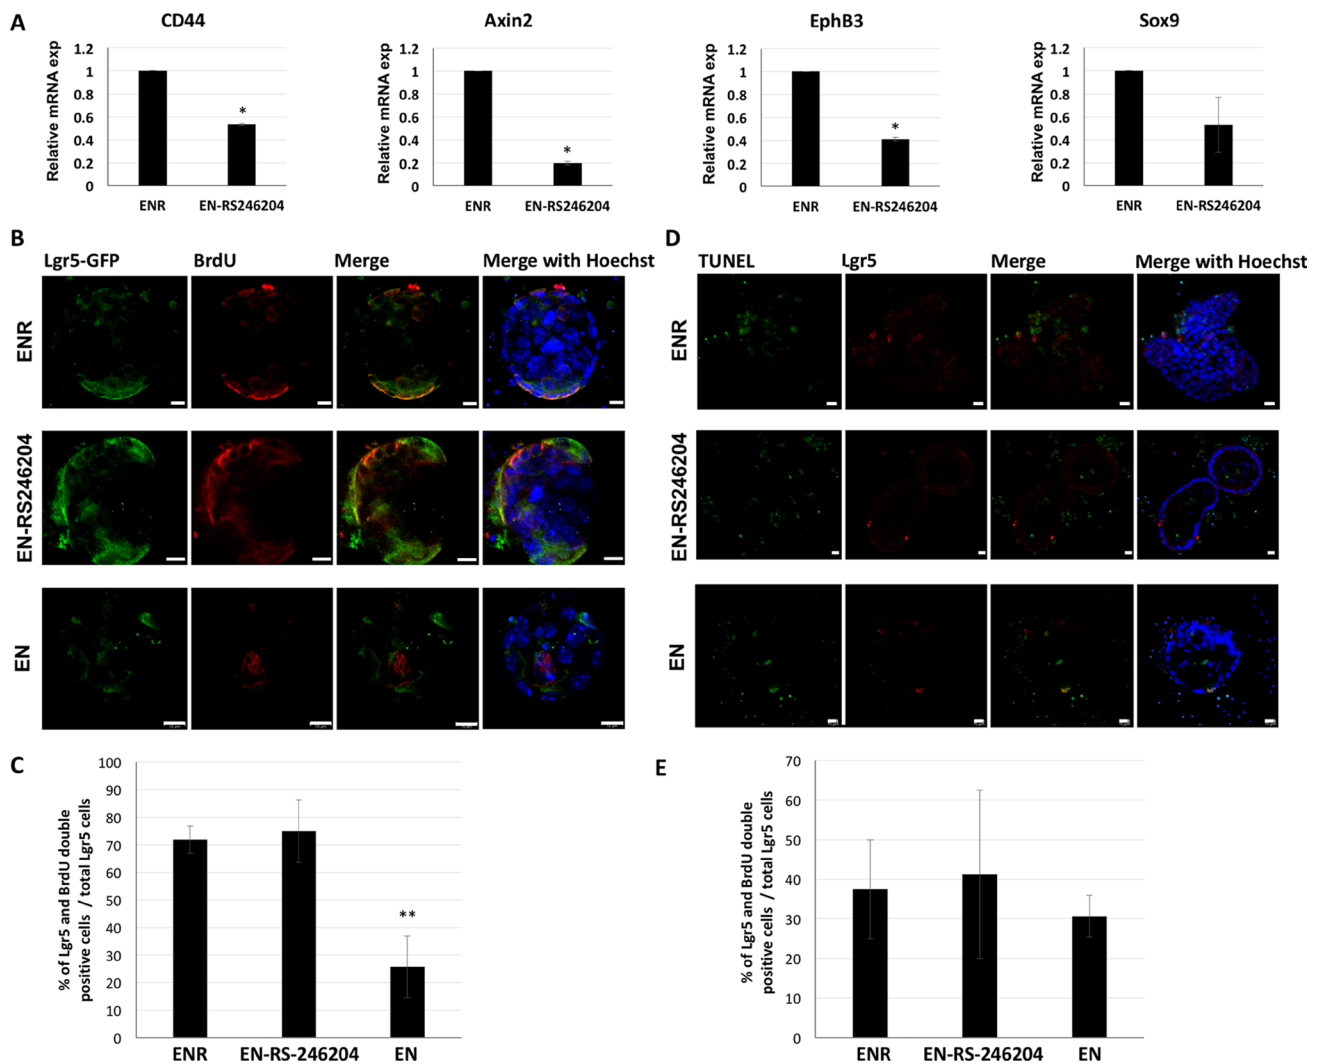 A
CD44
Relative mRNA exp
1.2
1
0.8
0.6
0.4
0.2
0
*
ENR
EN-RS246204
Axin2
Relative mRNA exp
1.2
1
0.8
0.6
0.4
0.2
0
*
ENR
EN-RS246204
EphB3
Relative mRNA exp
1.2
1
0.8
0.6
0.4
0.2
0
*
ENR
EN-RS246204
Sox9
Relative mRNA exp
1.2
1
0.8
0.6
0.4
0.2
0
ENR
EN-RS246204
B
Lgr5-GFP BrdU Merge Merge with Hoechst
ENR
EN-RS246204
EN
D
TUNEL Lgr5 Merge Merge with Hoechst
ENR
EN-RS246204
EN
C
% of Lgr5 and BrdU double
positive cells / total Lgr5 cells
100
90
80
70
60
50
40
30
20
10
0
**
ENR EN-RS-246204 EN
E
% of Lgr5 and BrdU double
positive cells / total Lgr5 cells
70
60
50
40
30
20
10
0
ENR EN-RS-246204 EN